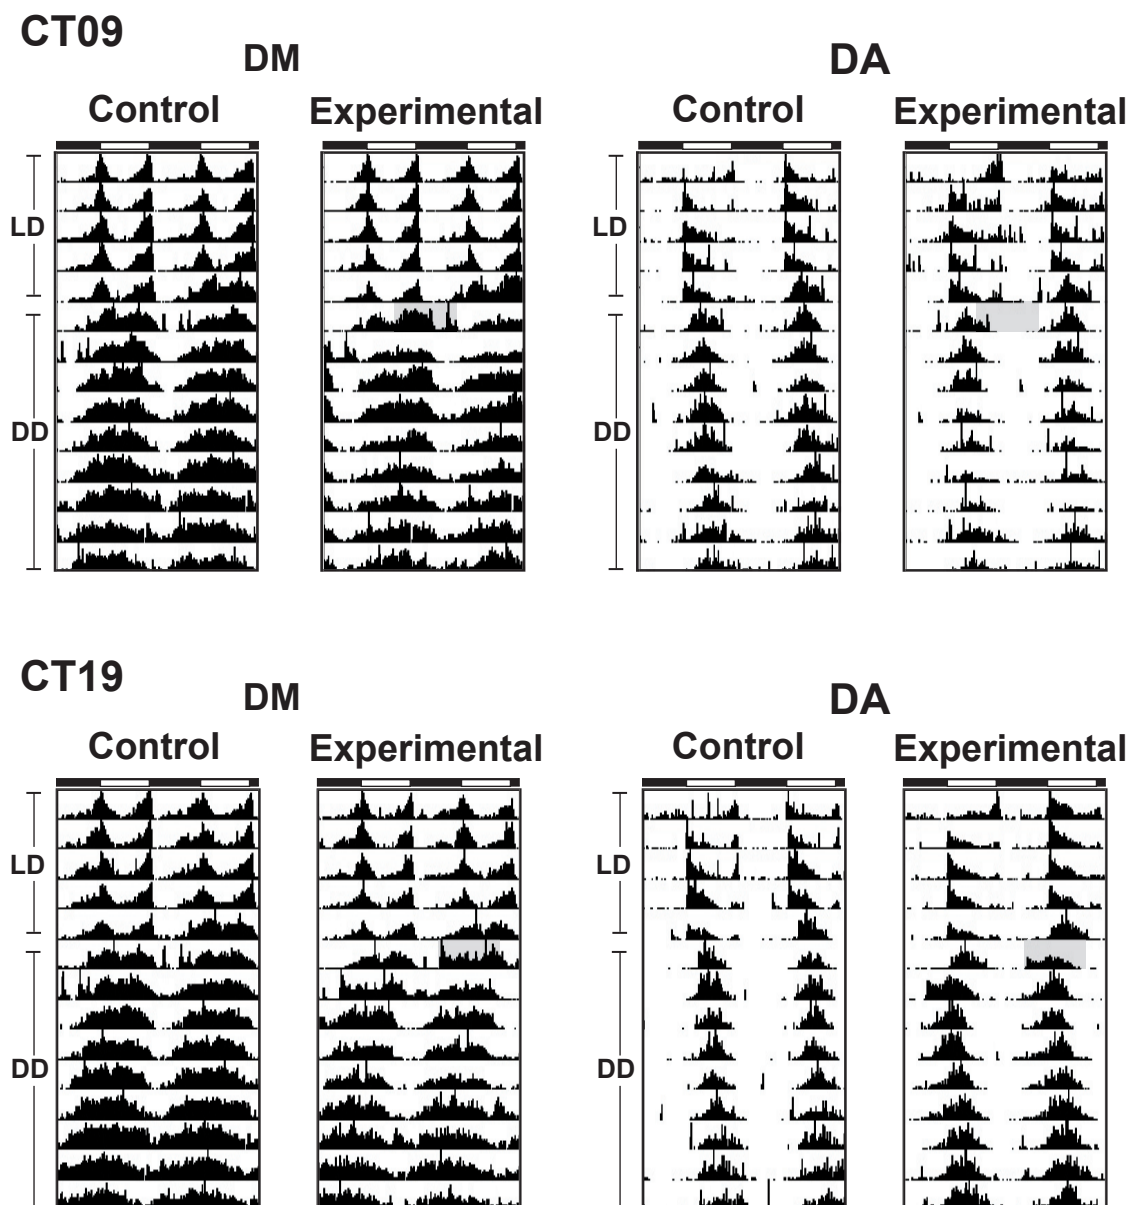 CT09
DM DA
Control Experimental Control Experimental
LD LD
DD DD
CT19
DM DA
Control Experimental Control Experimental
LD LD
DD DD